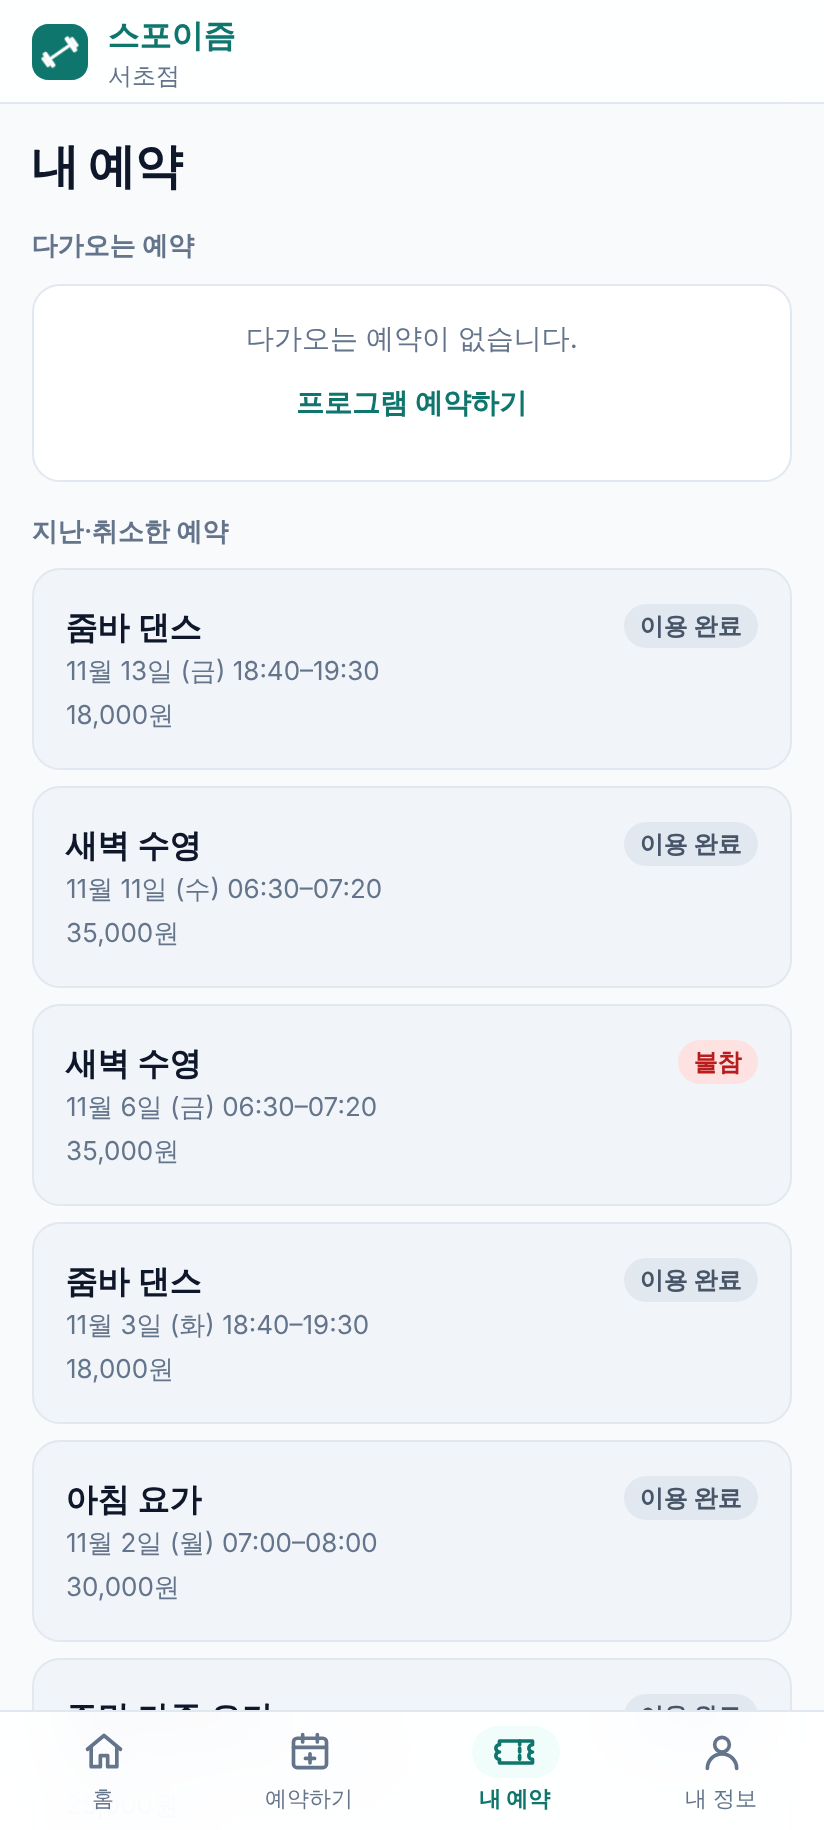 스포이즘
서초점
내 예약
다가오는 예약
다가오는 예약이 없습니다.
프로그램 예약하기
지난·취소한 예약
줌바 댄스
이용 완료
11월 13일 (금) 18:40–19:30
18,000원
새벽 수영
이용 완료
11월 11일 (수) 06:30–07:20
35,000원
새벽 수영
불참
11월 6일 (금) 06:30–07:20
35,000원
줌바 댄스
이용 완료
11월 3일 (화) 18:40–19:30
18,000원
아침 요가
이용 완료
11월 2일 (월) 07:00–08:00
30,000원
이용 완료
홈
예약하기
내 예약
내 정보